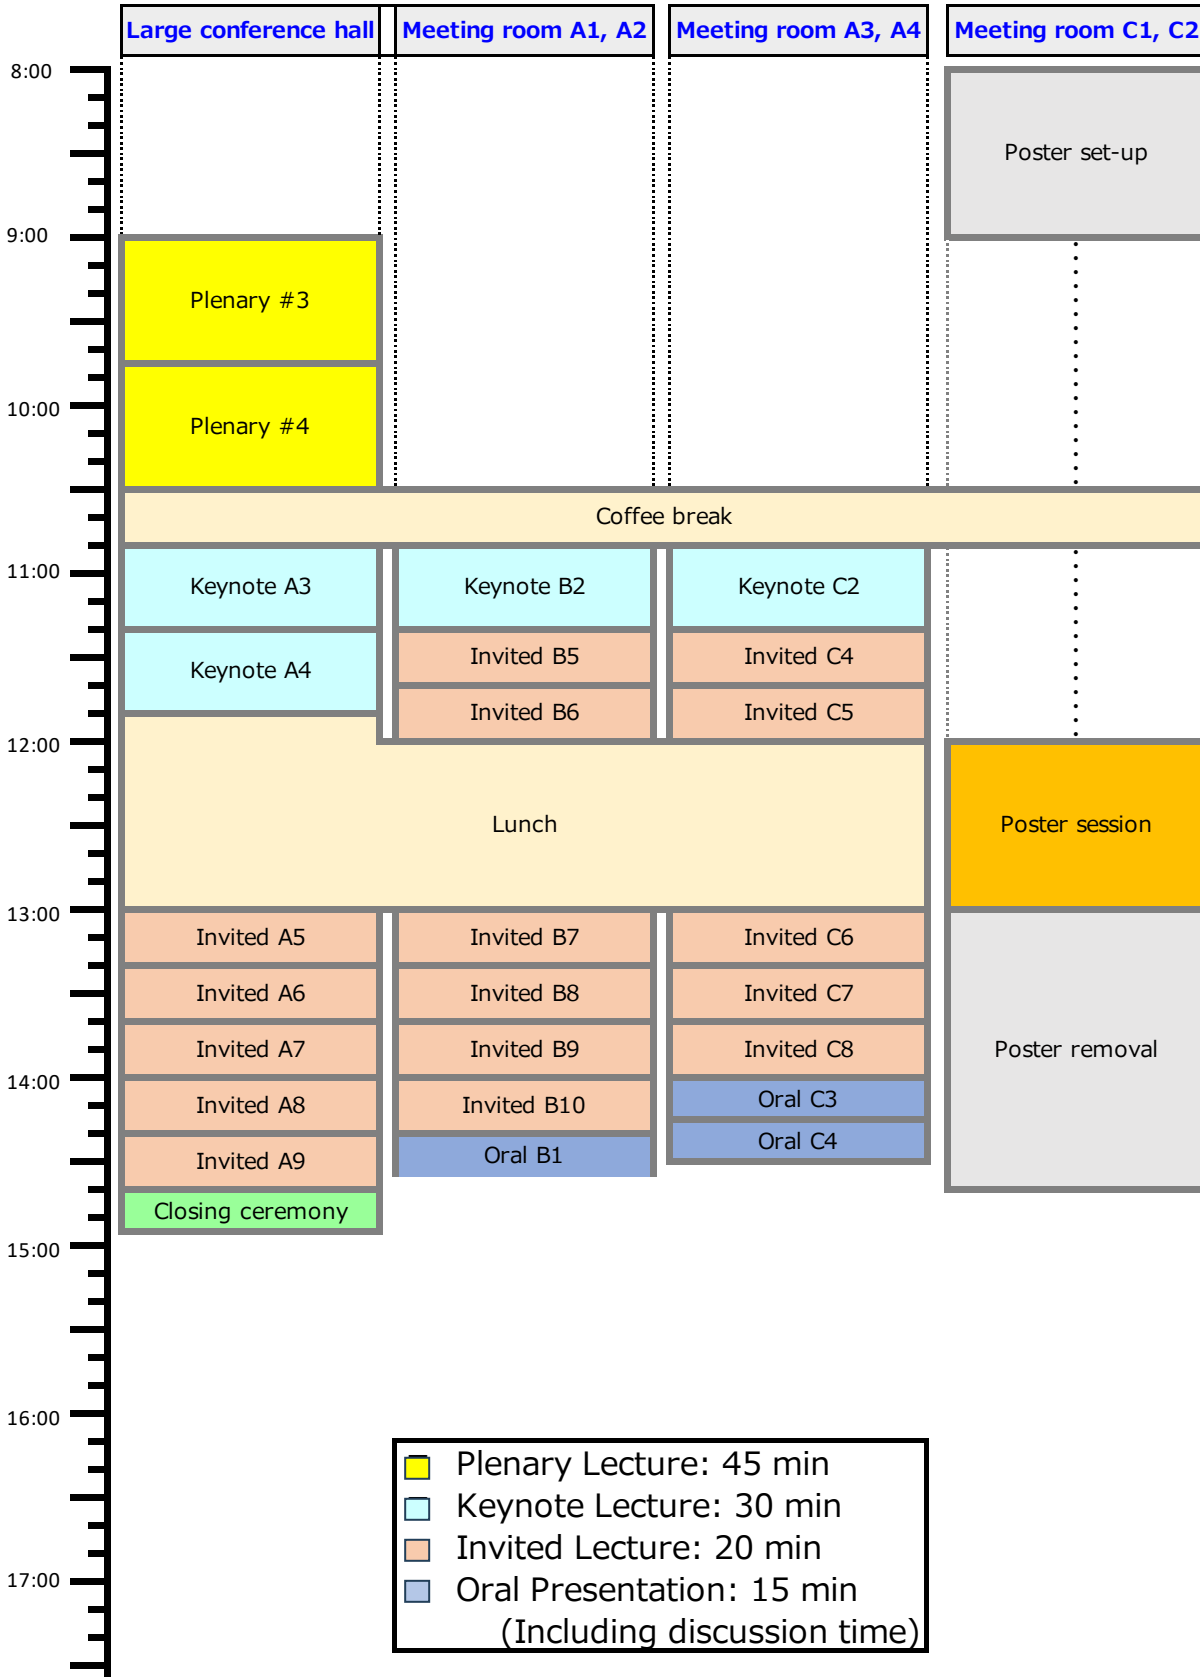 Large conference hall
Meeting room A1, A2
Meeting room A3, A4
Meeting room C1, C2
8:00
Poster set-up
9:00
Plenary #3
10:00
Plenary #4
Coffee break
11:00
Keynote A3
Keynote B2
Keynote C2
Keynote A4
Invited B5
Invited C4
Invited B6
Invited C5
12:00
Lunch
Poster session
13:00
Invited A5
Invited B7
Invited C6
Invited A6
Invited B8
Invited C7
Invited A7
Invited B9
Invited C8
Poster removal
14:00
Invited A8
Invited B10
Oral C3
Oral C4
Invited A9
Oral B1
Closing ceremony
15:00
16:00
Plenary Lecture: 45 min
Keynote Lecture: 30 min
Invited Lecture: 20 min
17:00
Oral Presentation: 15 min
(Including discussion time)